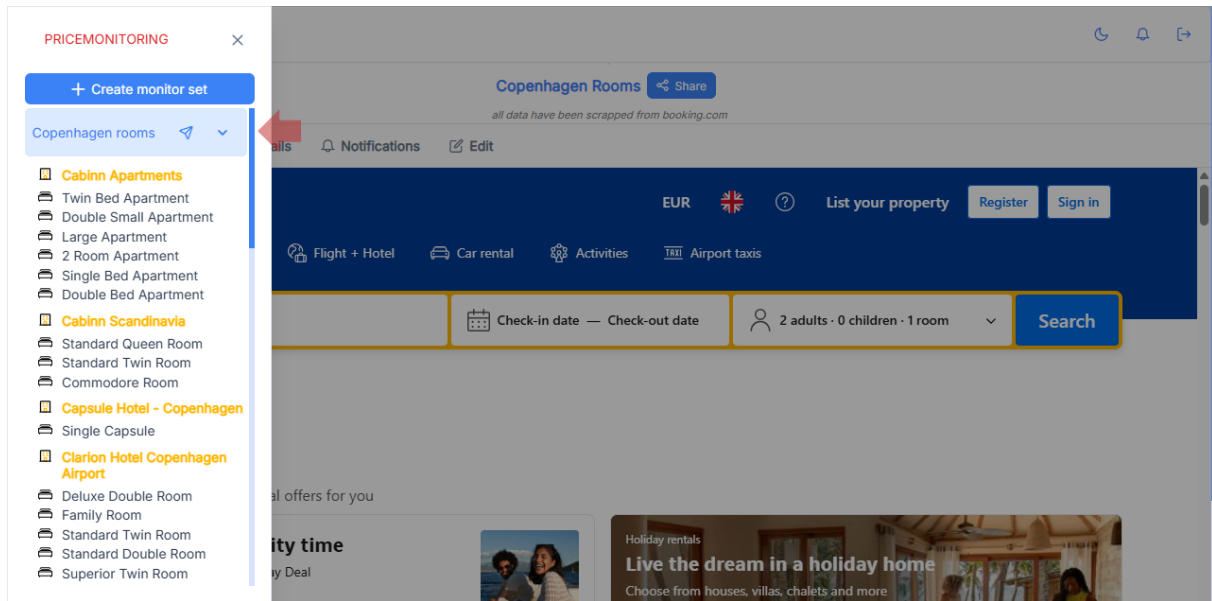 PRICEMONITORING
+ Create monitor set
Copenhagen rooms
Cabinn Apartments
Twin Bed Apartment
Double Small Apartment
Large Apartment
2 Room Apartment
Single Bed Apartment
Double Bed Apartment
Cabinn Scandinavia
Standard Queen Room
Standard Twin Room
Commodore Room
Capsule Hotel - Copenhagen
Single Capsule
Clarion Hotel Copenhagen
Airport
Deluxe Double Room
Family Room
Standard Twin Room
Standard Double Room
Superior Twin Room
Copenhagen Rooms Share
all data have been scrapped from booking.com
Notifications Edit
EUR List your property Register Sign in
Flight + Hotel Car rental Activities TAXI Airport taxis
Check-in date — Check-out date 2 adults · 0 children · 1 room Search
offers for you
time
Deal
Holiday rentals
Live the dream in a holiday home
Choose from houses, villas, chalets and more